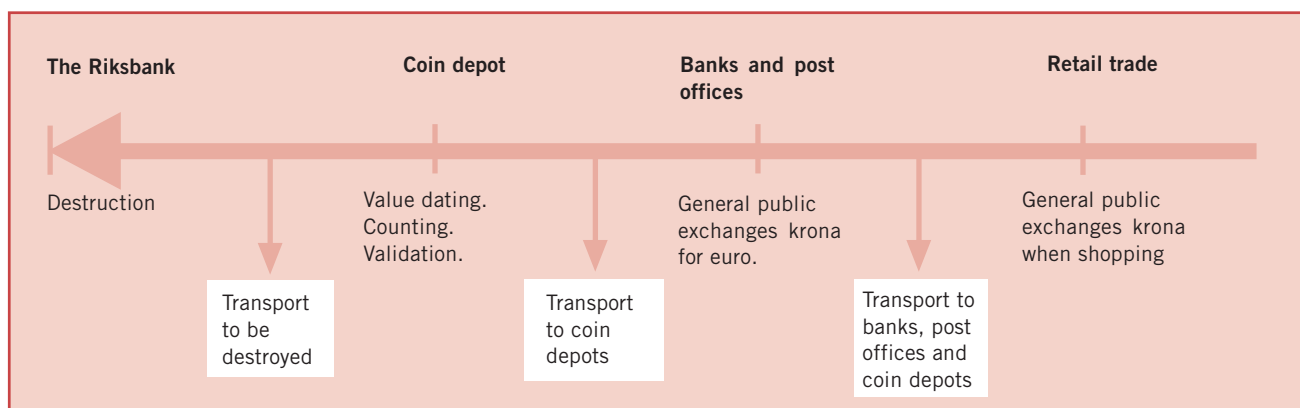 The Riksbank
Coin depot
Banks and post
offices
Retail trade
Destruction
Value dating.
Counting.
Validation.
General public
exchanges krona
for euro.
General public
exchanges krona
when shopping
Transport
to be
destroyed
Transport
to coin
depots
Transport to
banks, post
offices and
coin depots